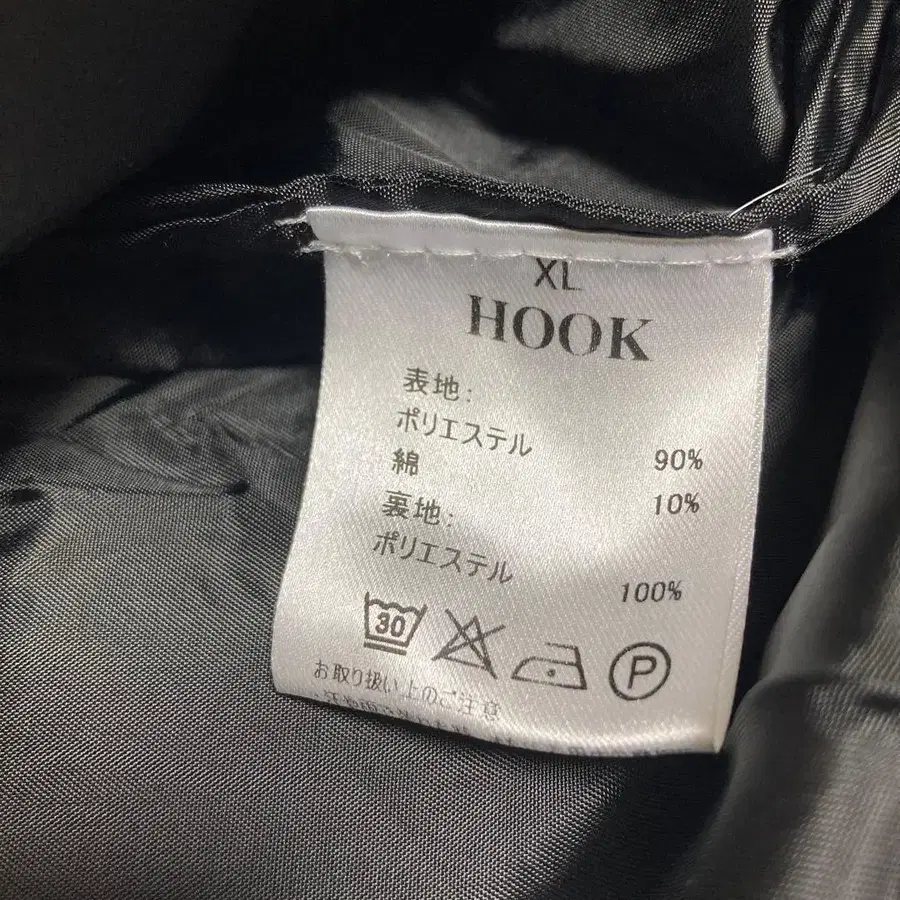 XL
HOOK
表地:
ポリエステル 90%
綿 10%
裏地:
ポリエステル 100%
30
P
お取り扱い上のご注意